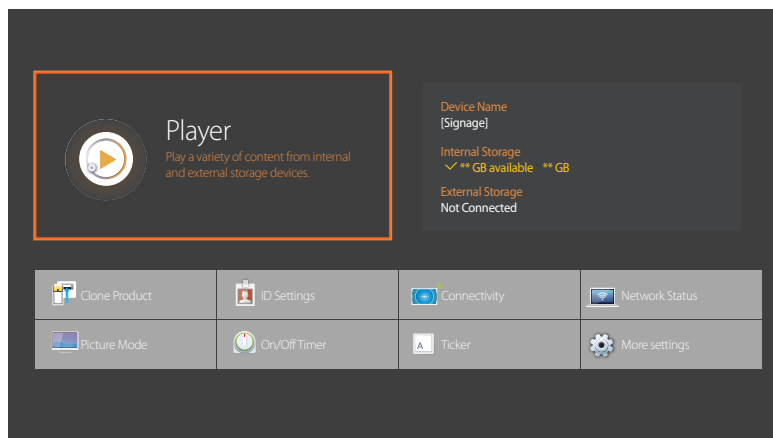 Player
Play a variety of content from internal
and external storage devices.
Device Name
[Signage]
Internal Storage
** GB available ** GB
External Storage
Not Connected
Clone Product
ID Settings
Connectivity
Network Status
Picture Mode
On/Off Timer
A
Ticker
More settings